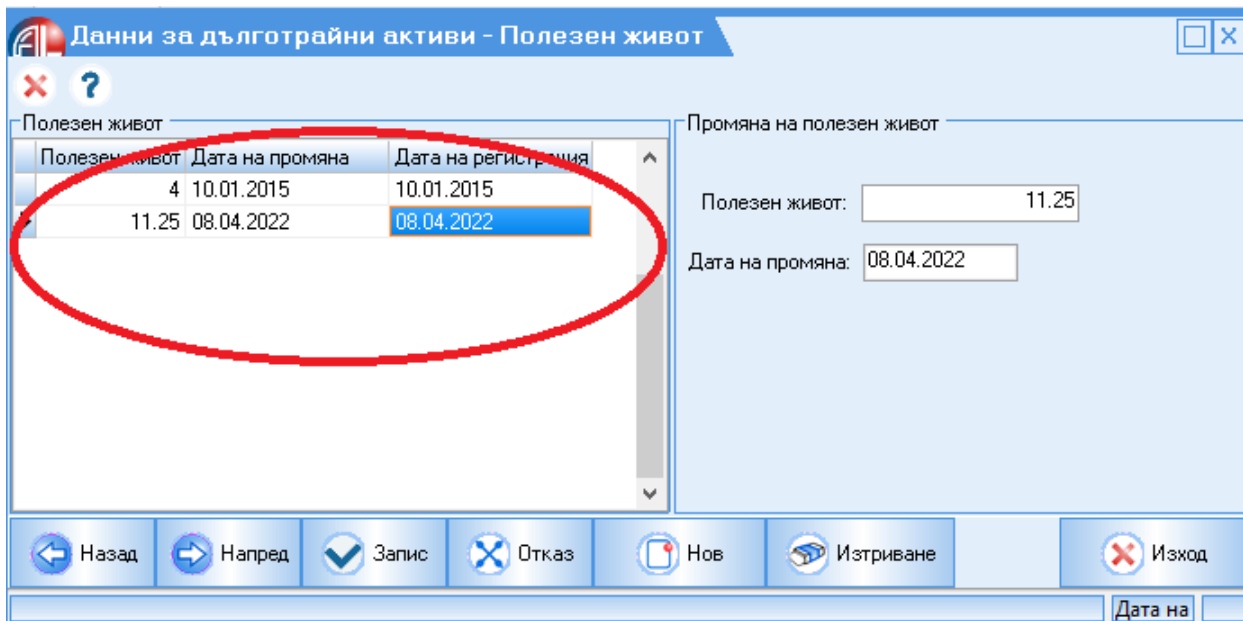 Данни за дълготрайни активи - Полезен живот
?
Полезен живот
Полезен живот Дата на промяна Дата на регистрация
4 10.01.2015 10.01.2015
11.25 08.04.2022 08.04.2022
Промяна на полезен живот
Полезен живот: 11.25
Дата на промяна: 08.04.2022
Назад Напред Запис Отказ Нов Изтриване Изход
Дата на